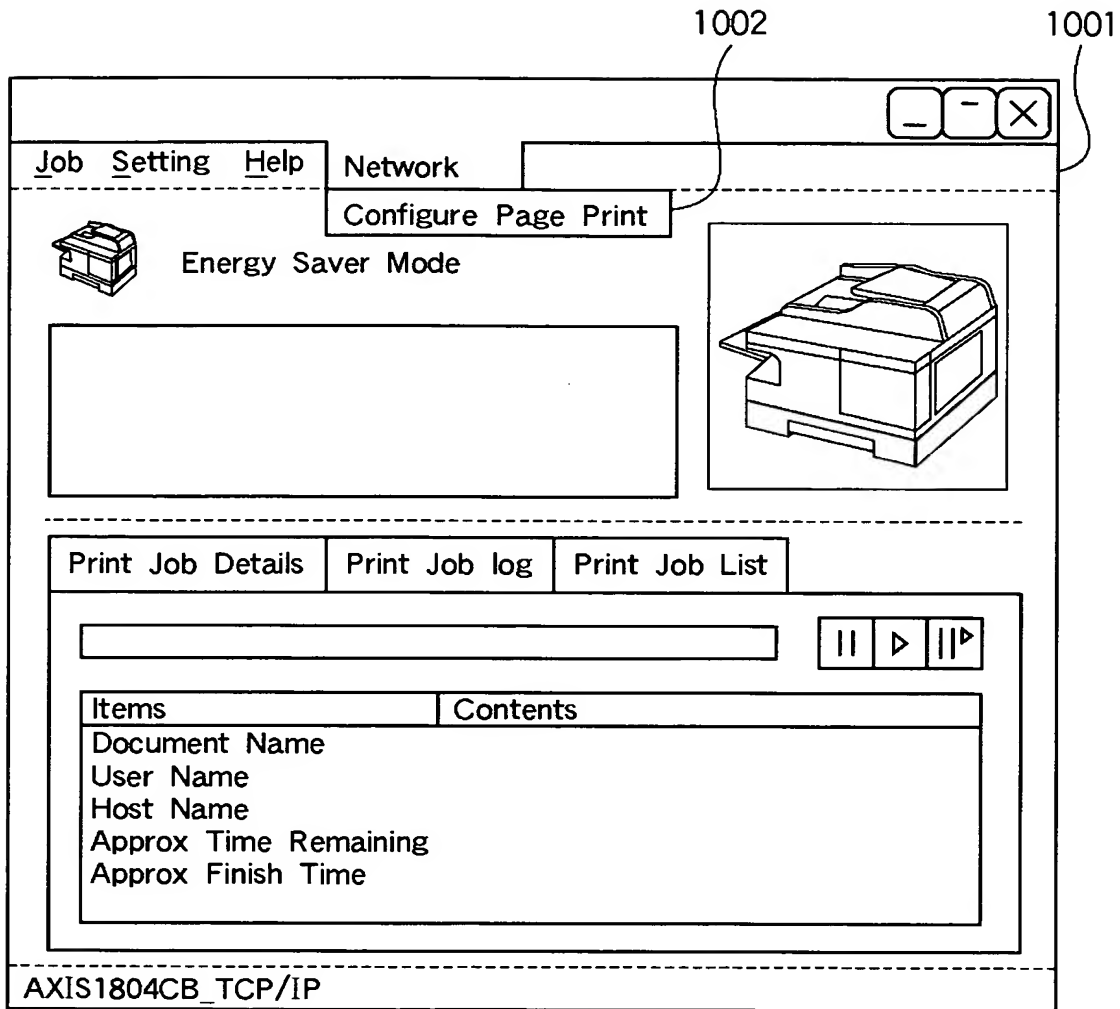 1002 1001
Job Setting Help Network
Configure Page Print
Energy Saver Mode
Print Job Details Print Job log Print Job List
Items Contents
Document Name
User Name
Host Name
Approx Time Remaining
Approx Finish Time
AXIS1804CB_TCP/IP